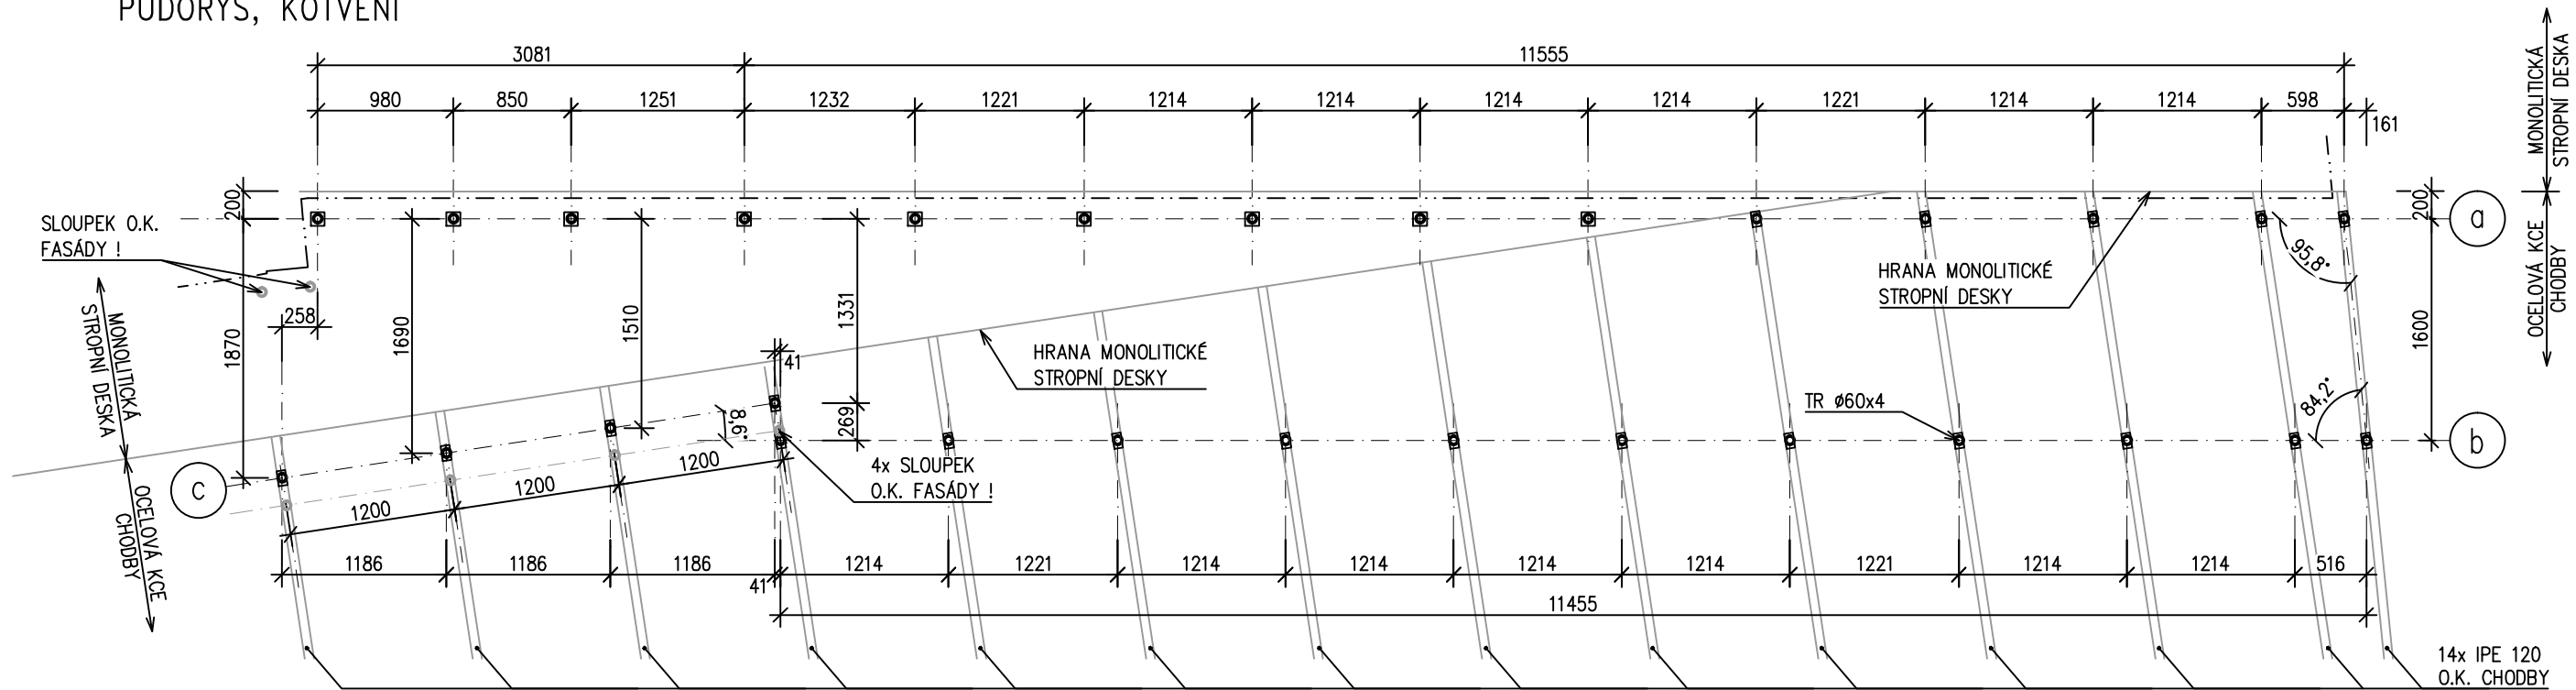 PŮDORYS, KOTVENÍ
3081
11555
980
850
1251
1232
1221
1214
1214
1214
1214
1221
1214
1214
598
161
MONOLITICKÁ
STROPNÍ DESKA
OCELOVÁ KCE
CHODBY
200
200
a
SLOUPEK O.K.
FASÁDY !
95,8°
HRANA MONOLITICKÉ
STROPNÍ DESKY
258
MONOLITICKÁ
STROPNÍ DESKA
1870
1690
1510
1331
1600
41
HRANA MONOLITICKÉ
STROPNÍ DESKY
84,2°
TR ø60x4
8,6°
269
b
4x SLOUPEK
O.K. FASÁDY !
c
1200
1200
1200
OCELOVÁ KCE
CHODBY
1186
1186
1186
41
1214
1221
1214
1214
1214
1214
1221
1214
1214
516
11455
14x IPE 120
O.K. CHODBY